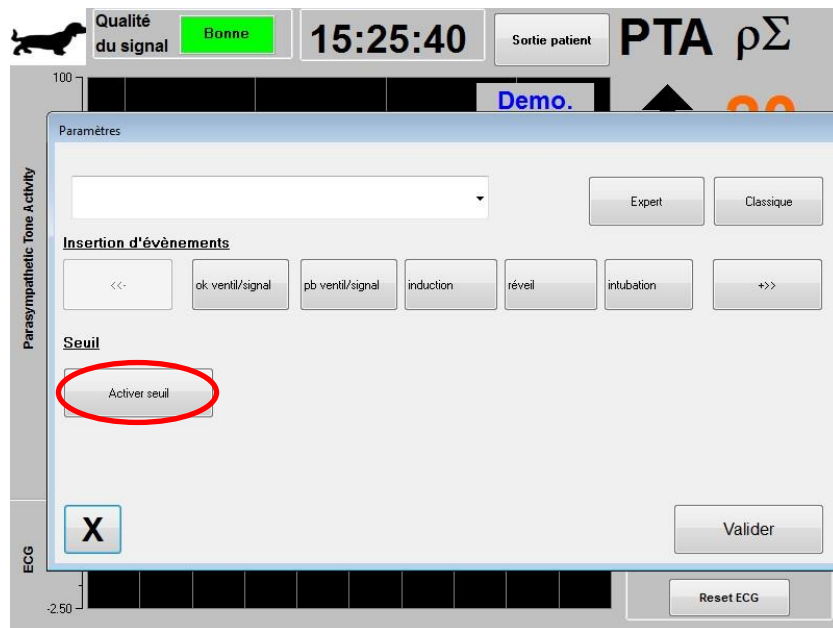 Qualité
du signal
Bonne
15:25:40
Sortie patient
PTA ρΣ
100
Demo.
Paramètres
Parasympathetic Tone Activity
Expert
Classique
Insertion d'évènements
<<-
ok ventil/signal
pb ventil/signal
induction
réveil
intubation
+>>
Seuil
Activer seuil
X
Valider
ECG
-2.50
Reset ECG